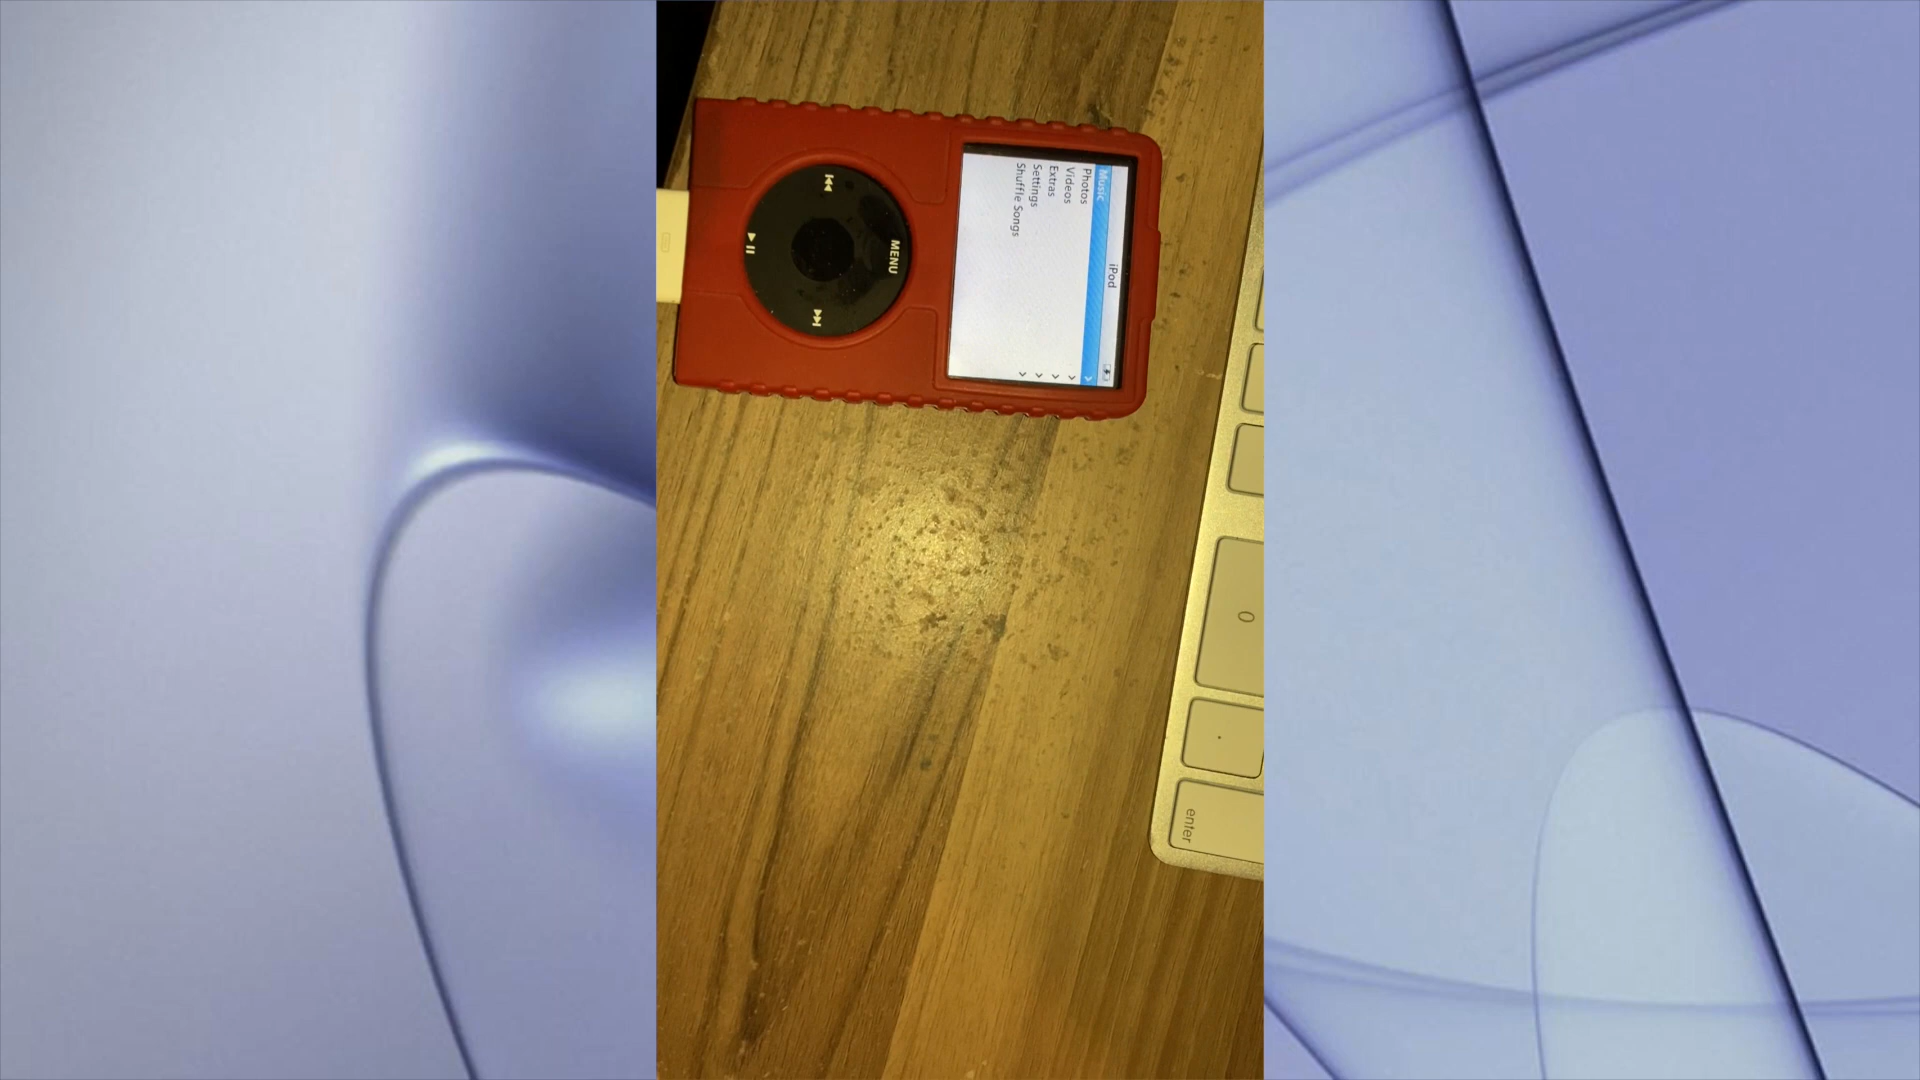 iPod
Music
Photos
Videos
Extras
Settings
Shuffle Songs
MENU
0
.
enter